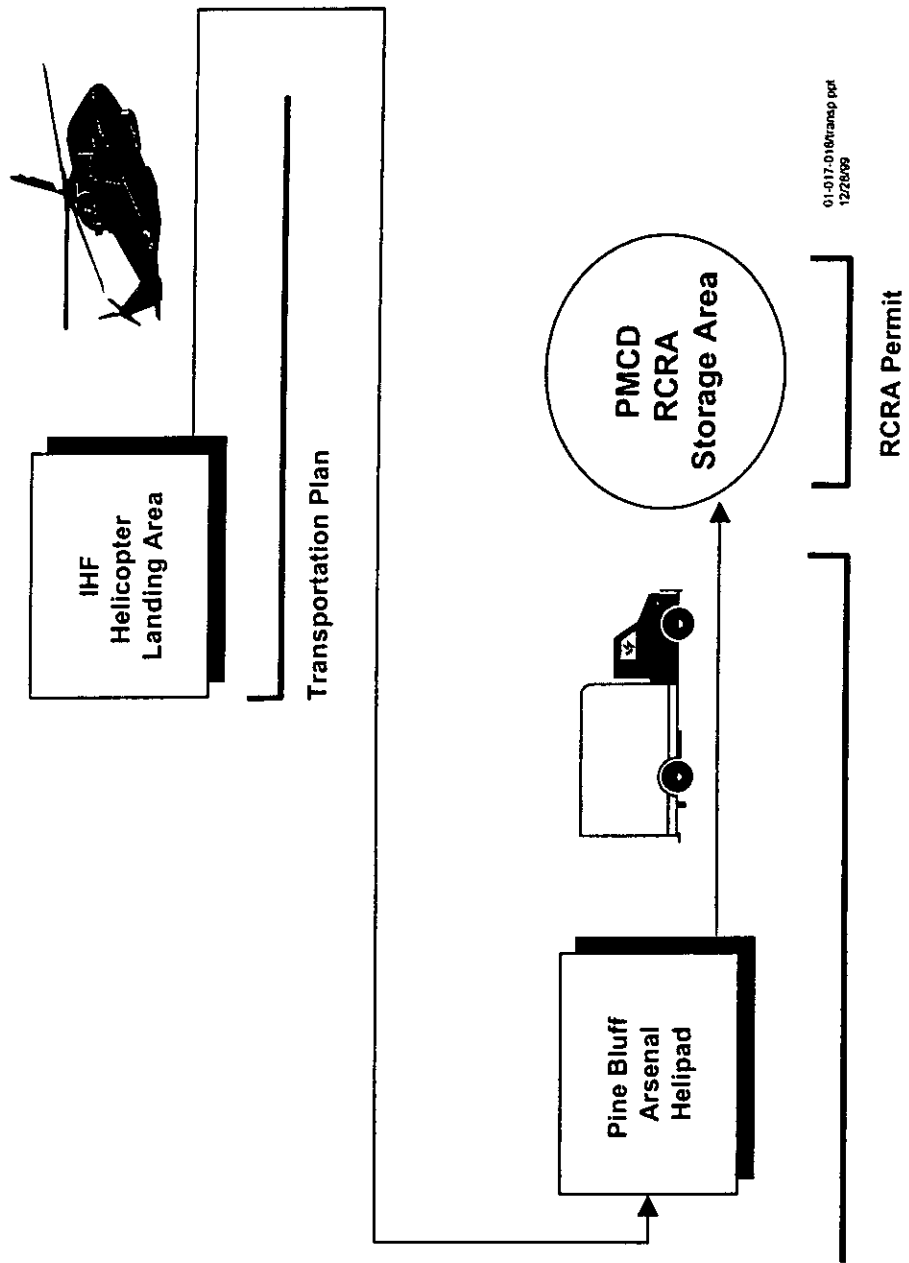 IHF
Helicopter
Landing Area
Transportation Plan
Pine Bluff
Arsenal
Helipad
PMCD
RCRA
Storage Area
RCRA Permit
01-017-018/transp ppt
12/28/99